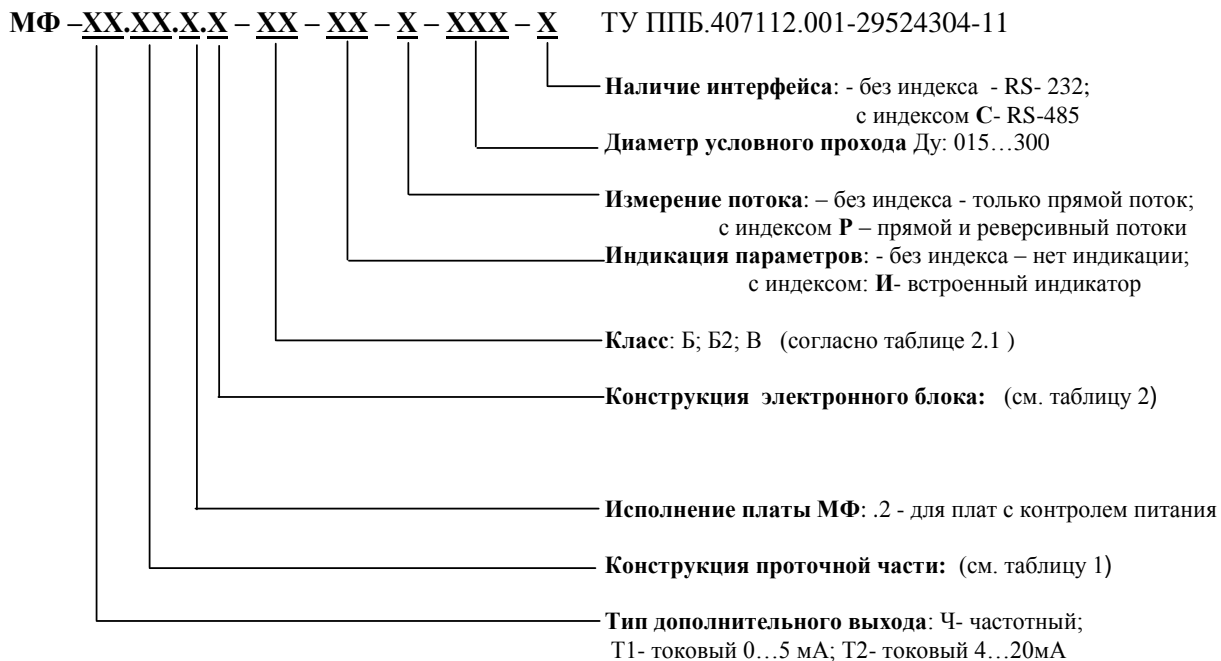 МФ –XX.XX.X.X – XX – XX – X – XXX – X ТУ ППБ.407112.001-29524304-11
Наличие интерфейса: - без индекса - RS- 232;
с индексом С- RS-485
Диаметр условного прохода Ду: 015…300
Измерение потока: – без индекса - только прямой поток;
с индексом Р – прямой и реверсивный потоки
Индикация параметров: - без индекса – нет индикации;
с индексом: И- встроенный индикатор
Класс: Б; Б2; В (согласно таблице 2.1 )
Конструкция электронного блока: (см. таблицу 2)
Исполнение платы МФ: .2 - для плат с контролем питания
Конструкция проточной части: (см. таблицу 1)
Тип дополнительного выхода: Ч- частотный;
Т1- токовый 0…5 мА; Т2- токовый 4…20мА